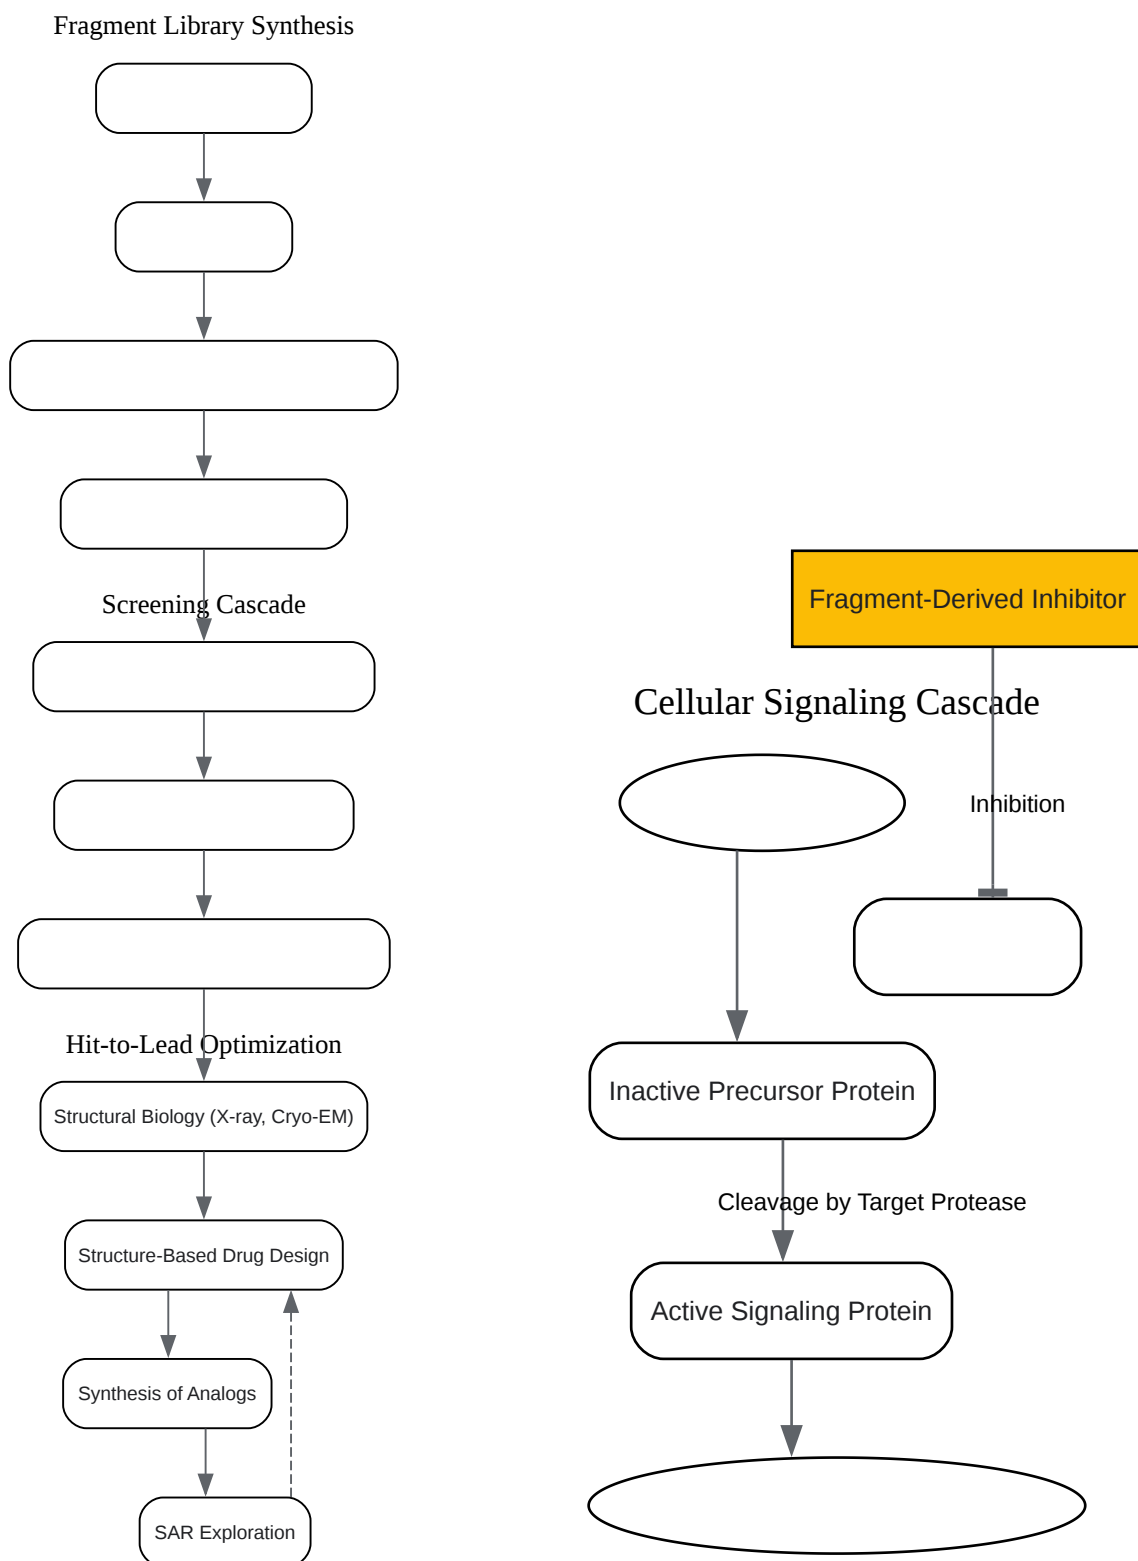 Fragment Library Synthesis
Screening Cascade
Hit-to-Lead Optimization
Structural Biology (X-ray, Cryo-EM)
Structure-Based Drug Design
Synthesis of Analogs
SAR Exploration
Fragment-Derived Inhibitor
Cellular Signaling Cascade
Inhibition
Inactive Precursor Protein
Cleavage by Target Protease
Active Signaling Protein